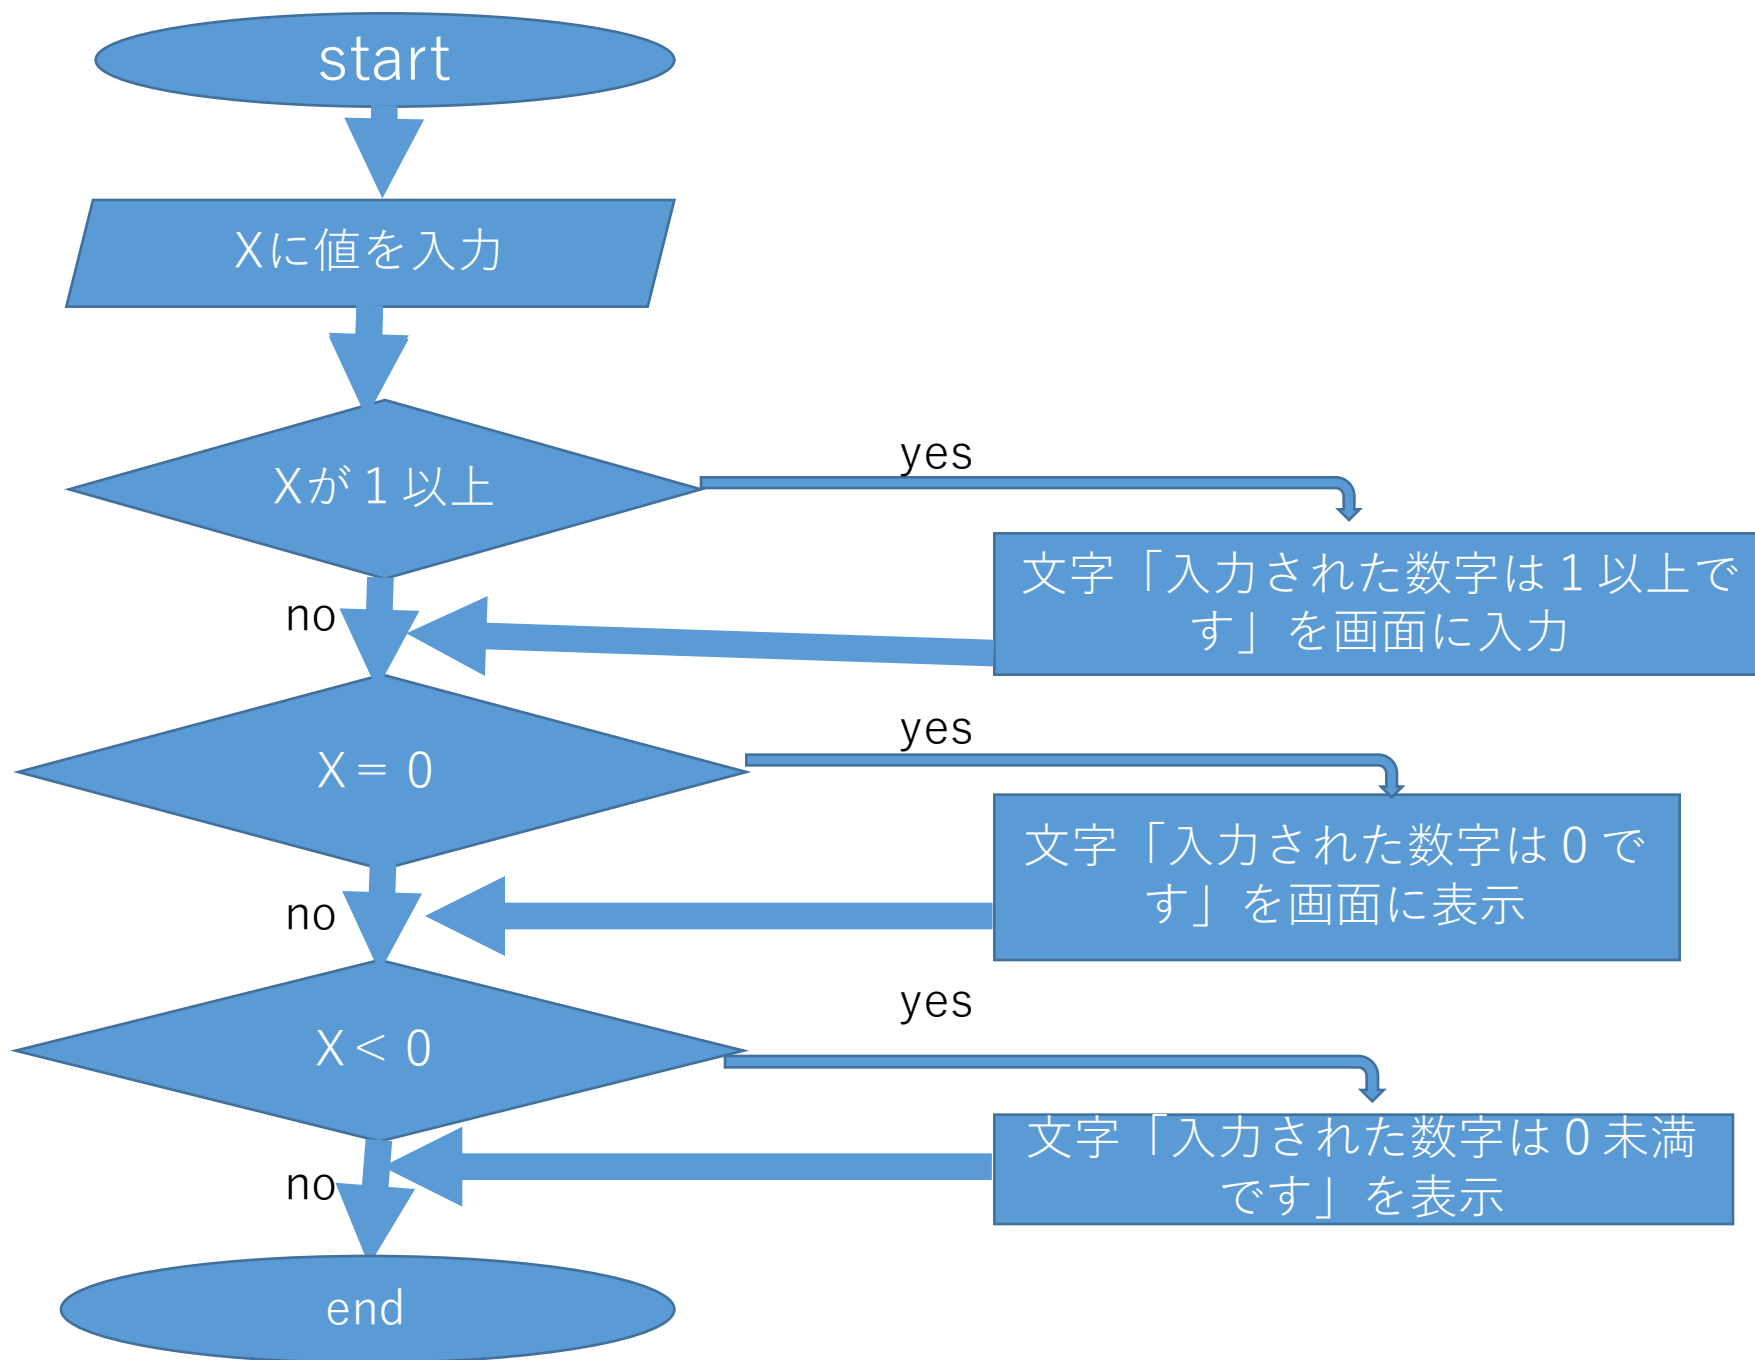 start
Xに値を入力
Xが１以上
yes
文字「入力された数字は１以上で
す」を画面に入力
no
X＝０
yes
文字「入力された数字は０で
す」を画面に表示
no
X＜０
yes
文字「入力された数字は０未満
です」を表示
no
end